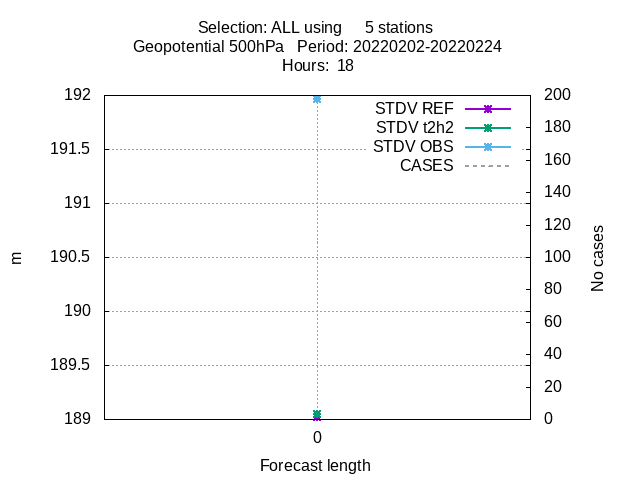 Selection: ALL using     5 stations
Geopotential 500hPa   Period: 20220202-20220224
Hours:  18
192
191.5
191
190.5
190
189.5
189
m
200
180
160
140
120
100
80
60
40
20
0
No cases
STDV REF
STDV t2h2
STDV OBS
CASES
0
Forecast length